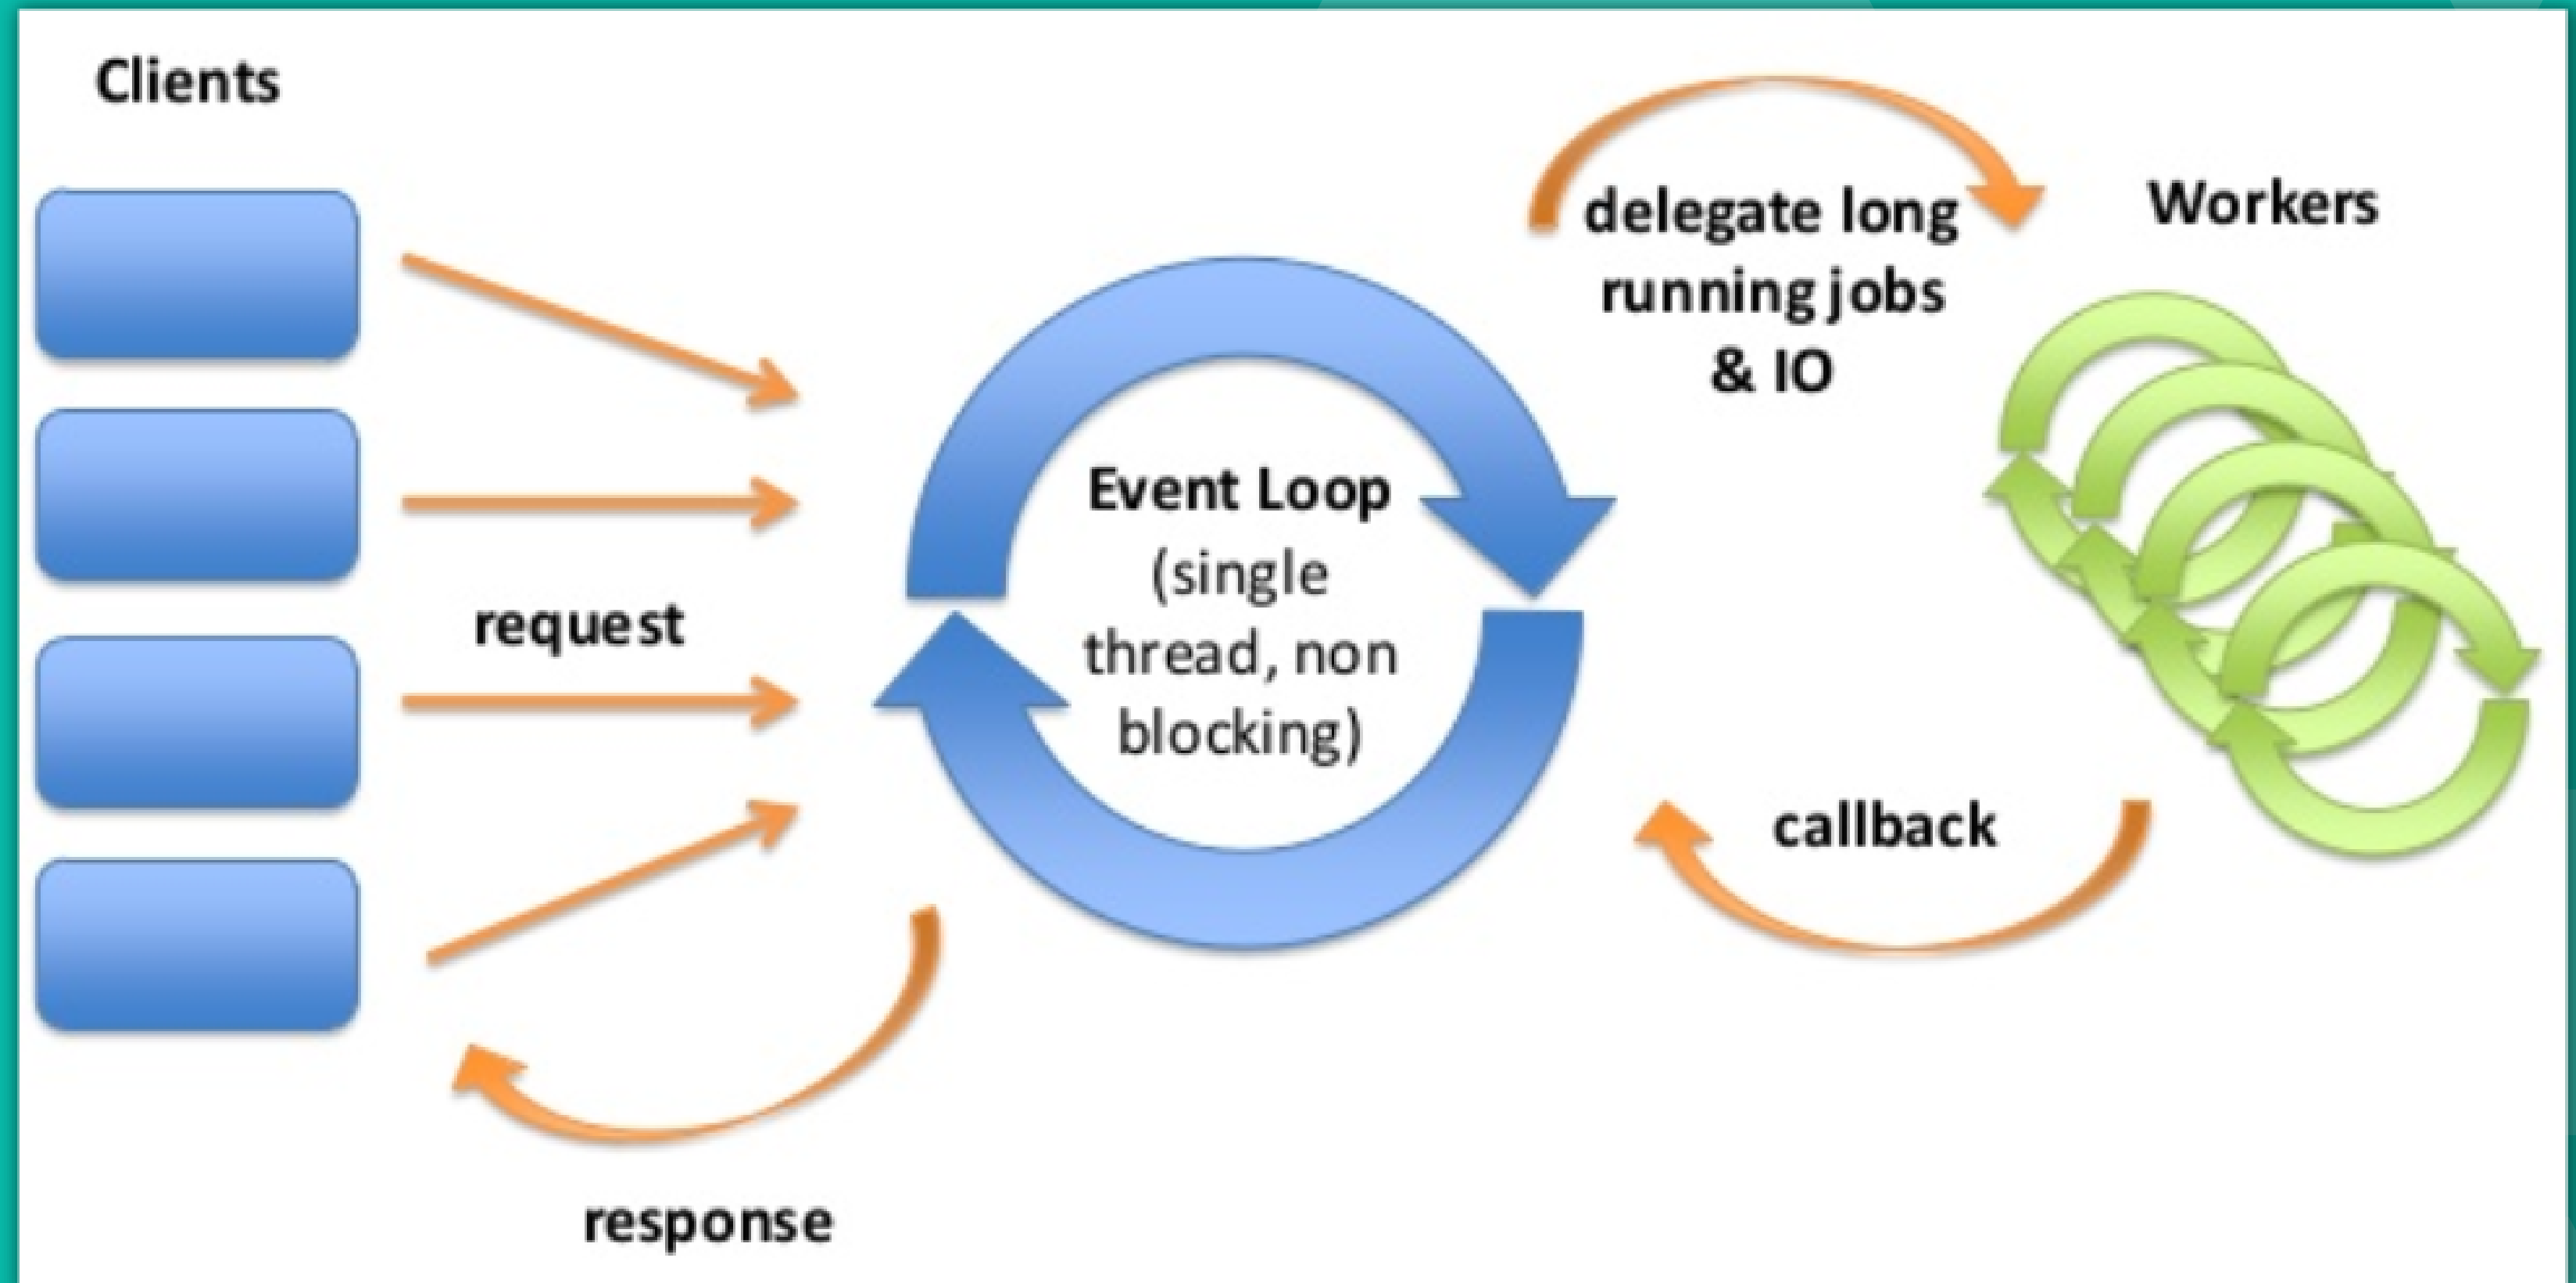 Clients
request
response
Event Loop
(single
thread, non
blocking)
delegate long
running jobs
& IO
Workers
callback